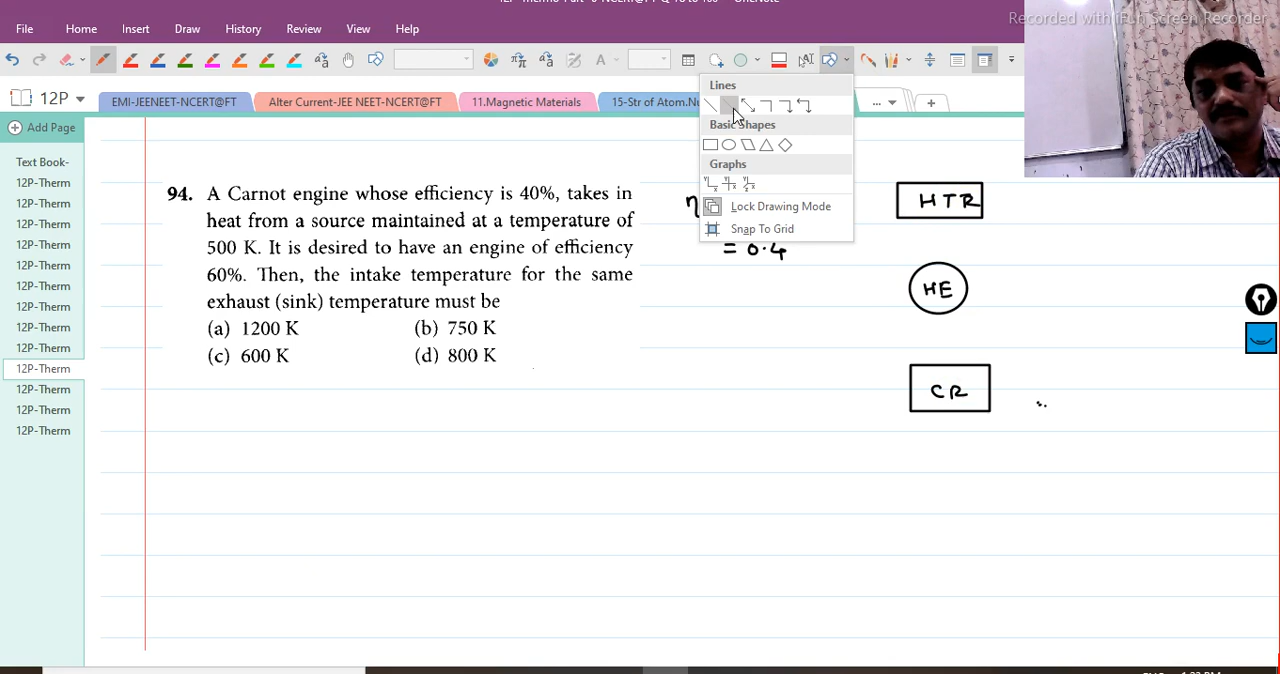 Recorded with iFun Screen Recorder
File Home Insert Draw History Review View Help
12P
EMI-JEENEET-NCERT@FT
Alter Current-JEE NEET-NCERT@FT
11.Magnetic Materials
15-Str of Atom.Nu
...
Add Page
Text Book-
12P-Therm
12P-Therm
12P-Therm
12P-Therm
12P-Therm
12P-Therm
12P-Therm
12P-Therm
12P-Therm
12P-Therm
12P-Therm
12P-Therm
12P-Therm
Lines
Basic Shapes
Graphs
Lock Drawing Mode
Snap To Grid
94. A Carnot engine whose efficiency is 40%, takes in
heat from a source maintained at a temperature of
500 K. It is desired to have an engine of efficiency
60%. Then, the intake temperature for the same
exhaust (sink) temperature must be
(a) 1200 K (b) 750 K
(c) 600 K (d) 800 K
η
= 0.4
HTR
HE
CR